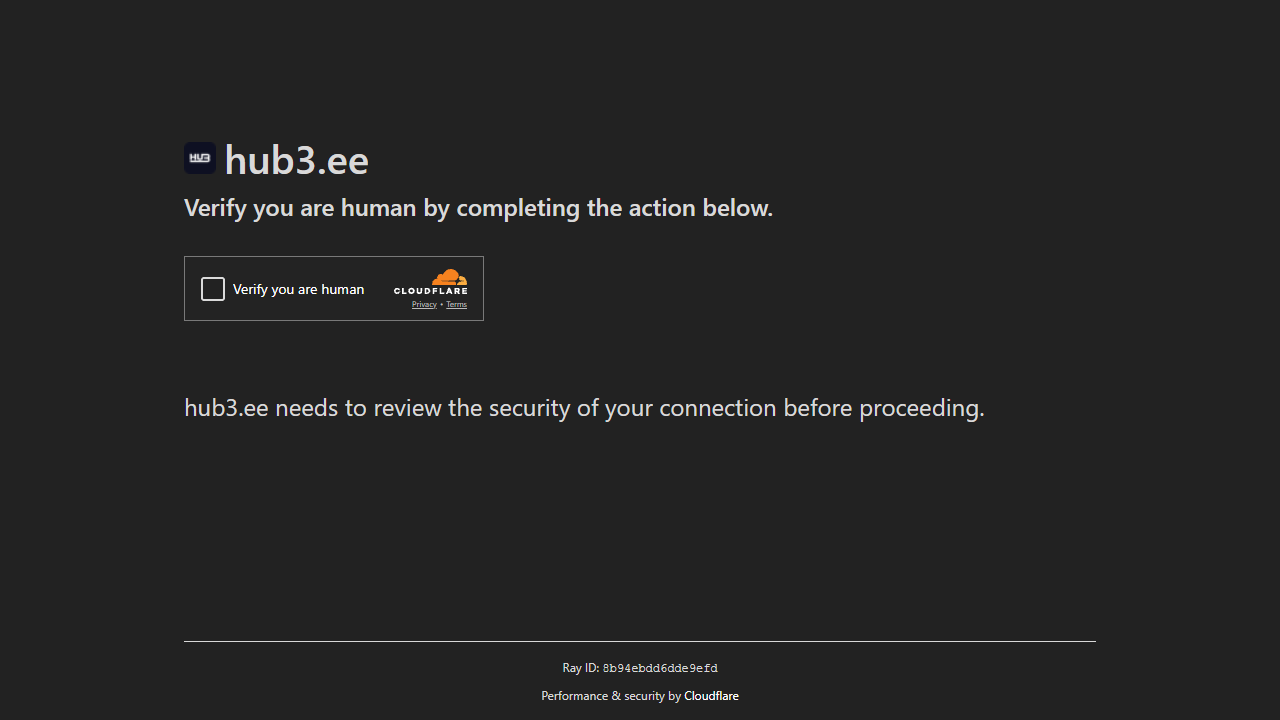 HUB3
hub3.ee
Verify you are human by completing the action below.
Verify you are human
CLOUDFLARE
Privacy • Terms
hub3.ee needs to review the security of your connection before proceeding.
Ray ID: 8b94ebdd6dde9efd
Performance & security by Cloudflare